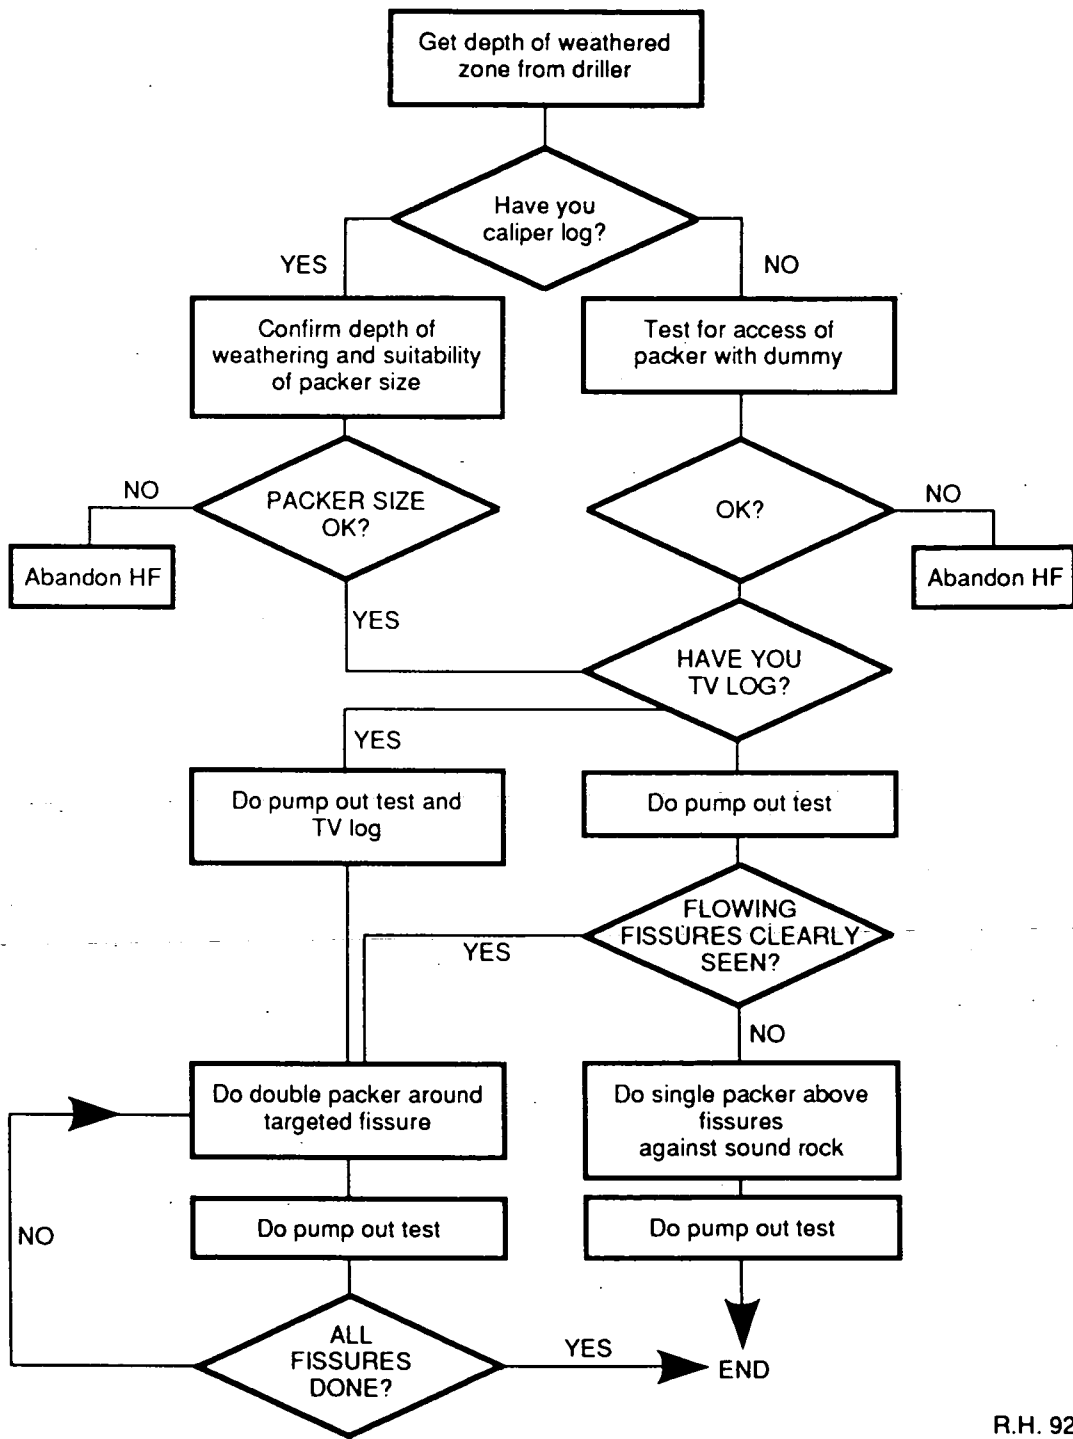 Get depth of weathered
zone from driller
Have you
caliper log?
YES
NO
Confirm depth of
weathering and suitability
of packer size
Test for access of
packer with dummy
NO
PACKER SIZE
OK?
OK?
NO
Abandon HF
Abandon HF
YES
HAVE YOU
TV LOG?
YES
Do pump out test and
TV log
Do pump out test
FLOWING
FISSURES CLEARLY
SEEN?
YES
NO
Do double packer around
targeted fissure
Do single packer above
fissures
against sound rock
NO
Do pump out test
Do pump out test
ALL
FISSURES
DONE?
YES
END
R.H. 92